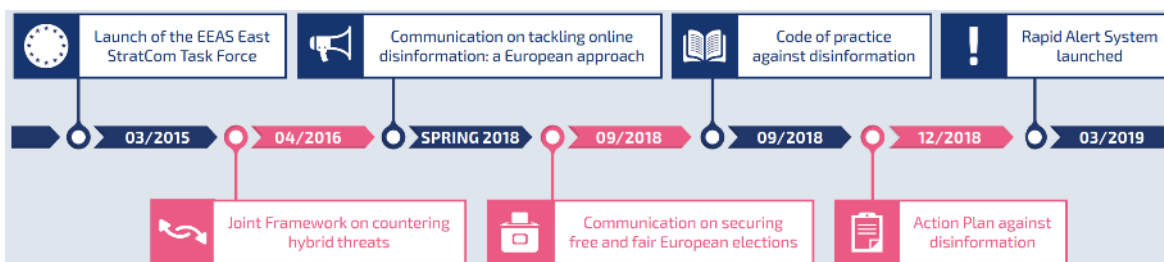 Launch of the EEAS East
StratCom Task Force
Communication on tackling online
disinformation: a European approach
Code of practice
against disinformation
Rapid Alert System
launched
03/2015
04/2016
SPRING 2018
09/2018
09/2018
12/2018
03/2019
Joint Framework on countering
hybrid threats
Communication on securing
free and fair European elections
Action Plan against
disinformation